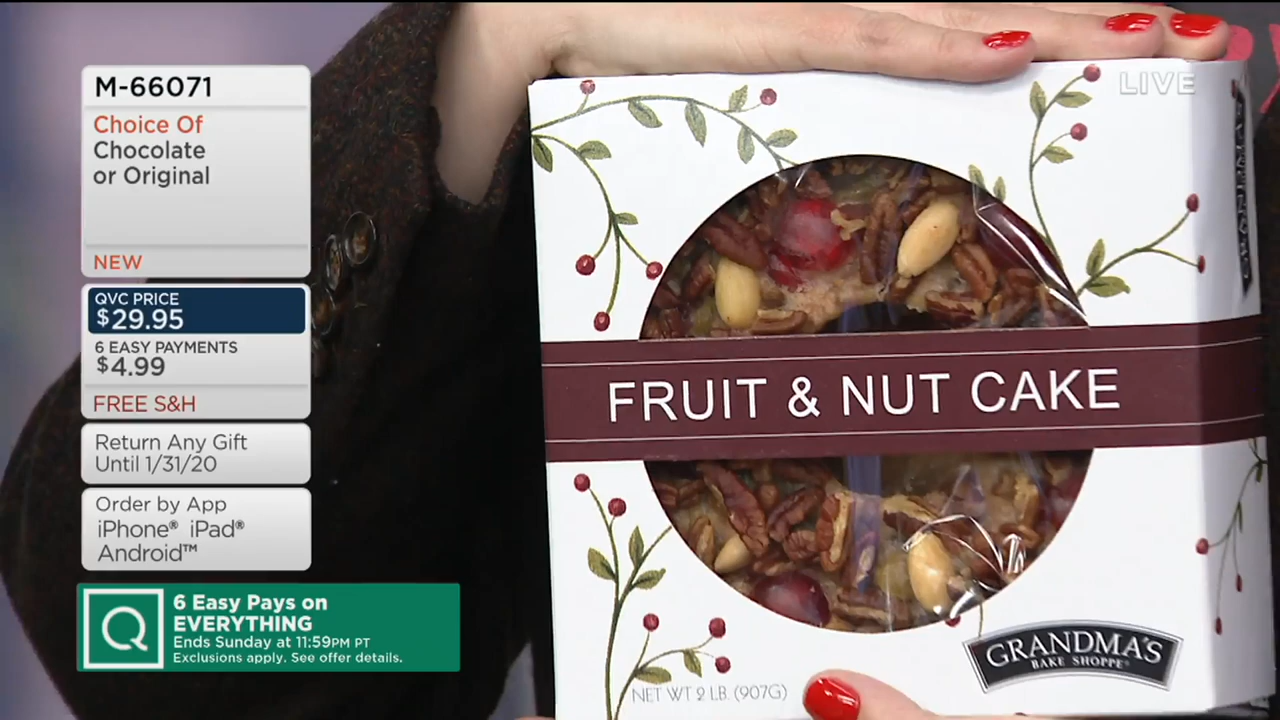 M-66071
Choice Of
Chocolate
or Original
NEW
QVC PRICE
$29.95
6 EASY PAYMENTS
$4.99
FREE S&H
Return Any Gift
Until 1/31/20
Order by App
iPhone® iPad®
Android™
Q
6 Easy Pays on
EVERYTHING
Ends Sunday at 11:59PM PT
Exclusions apply. See offer details.
LIVE
FRUIT & NUT CAKE
GRANDMA'S
BAKE SHOPPE®
NET WT 2 LB. (907G)
GRANDMA'S